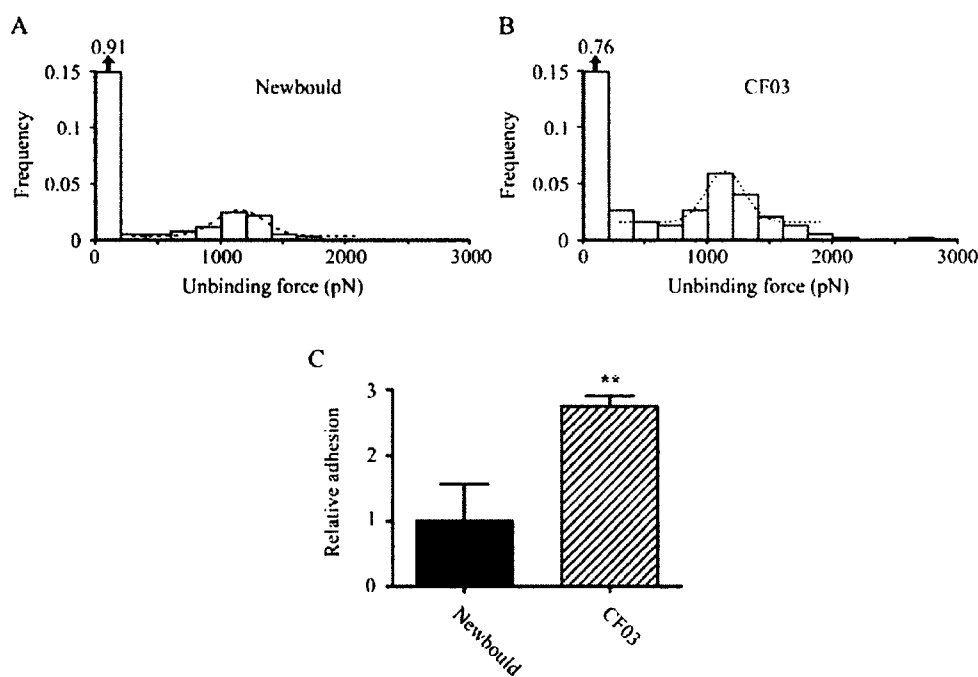 A
0.91
0.15
0.1
0.05
0
Frequency
Newbould
0 1000 2000 3000
Unbinding force (pN)
B
0.76
0.15
0.1
0.05
0
Frequency
CF03
0 1000 2000 3000
Unbinding force (pN)
C
**
3
2
1
0
Relative adhesion
Newbould
CF03